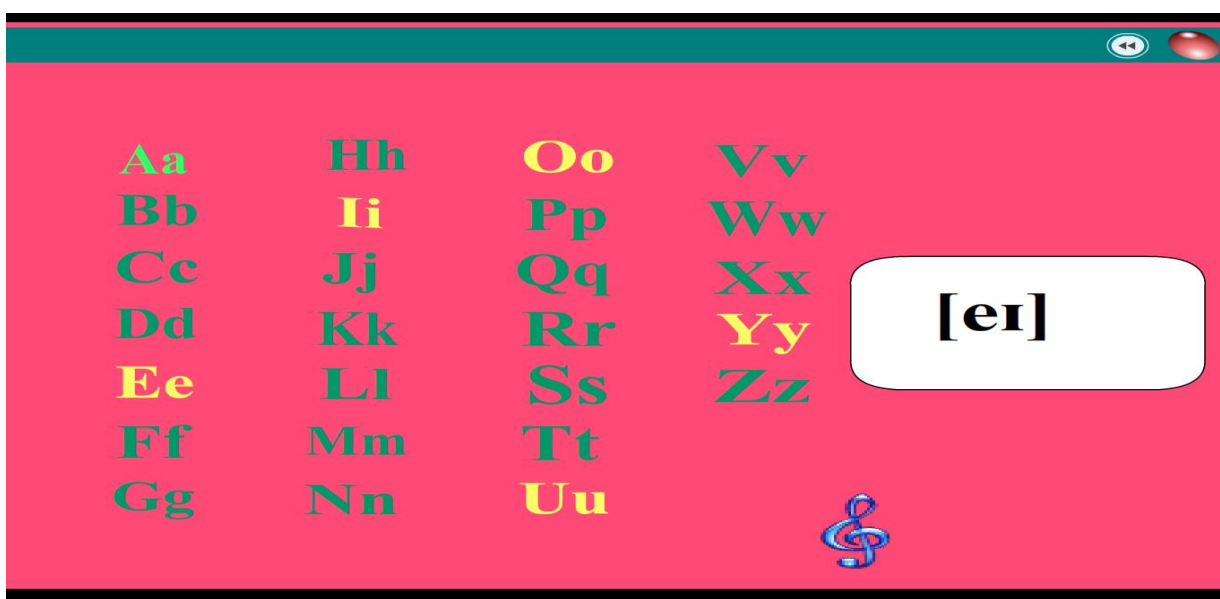 Aa
Bb
Cc
Dd
Ee
Ff
Gg
Hh
Ii
Jj
Kk
Ll
Mm
Nn
Oo
Pp
Qq
Rr
Ss
Tt
Uu
Vv
Ww
Xx
Yy
Zz
[eɪ]